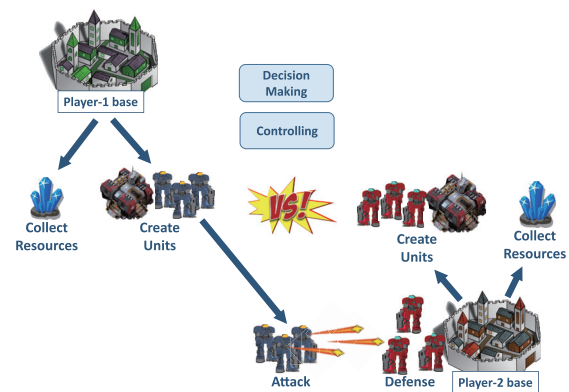 Decision
Making
Player-1 base
Controlling
VS!
Collect
Resources
Create
Units
Create
Units
Collect
Resources
Attack
Defense
Player-2 base